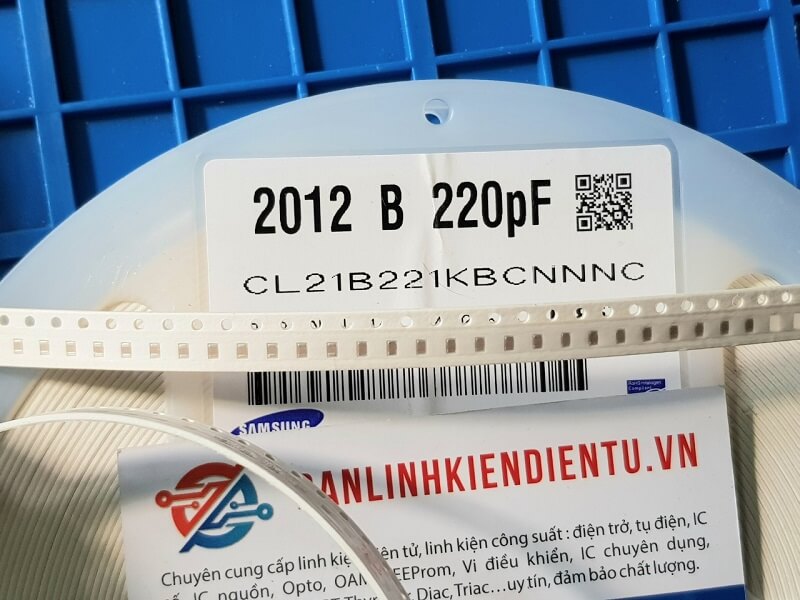 2012 B 220pF
CL21B221KBCNNNC
SAMSUNG
ANLINHKIENDIENTU.VN
Chuyên cung cấp linh kiện điện tử, linh kiện công suất : điện trở, tụ điện, IC
số, IC nguồn, Opto, EEProm, Vi điều khiển, IC chuyên dụng,
Diac, Triac...uy tín, đảm bảo chất lượng.